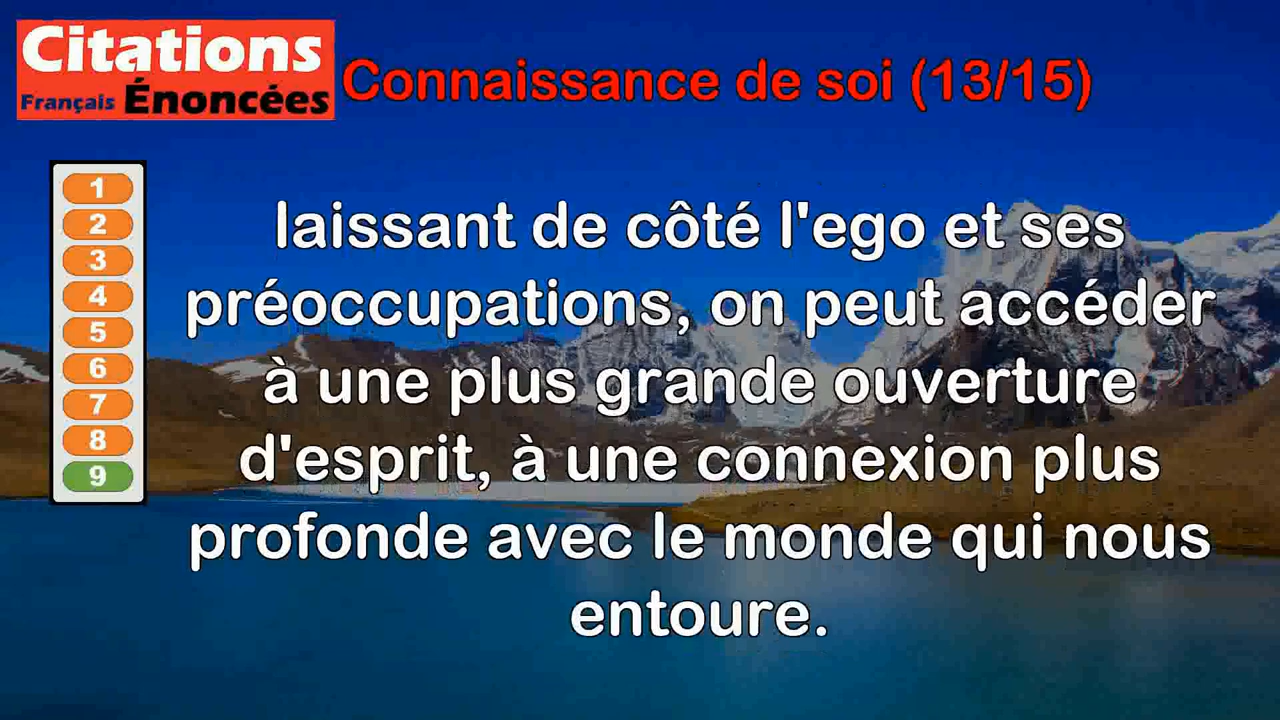 Citations
Français Énoncées
Connaissance de soi (13/15)
1
2
3
4
5
6
7
8
9
laissant de côté l'ego et ses
préoccupations, on peut accéder
à une plus grande ouverture
d'esprit, à une connexion plus
profonde avec le monde qui nous
entoure.